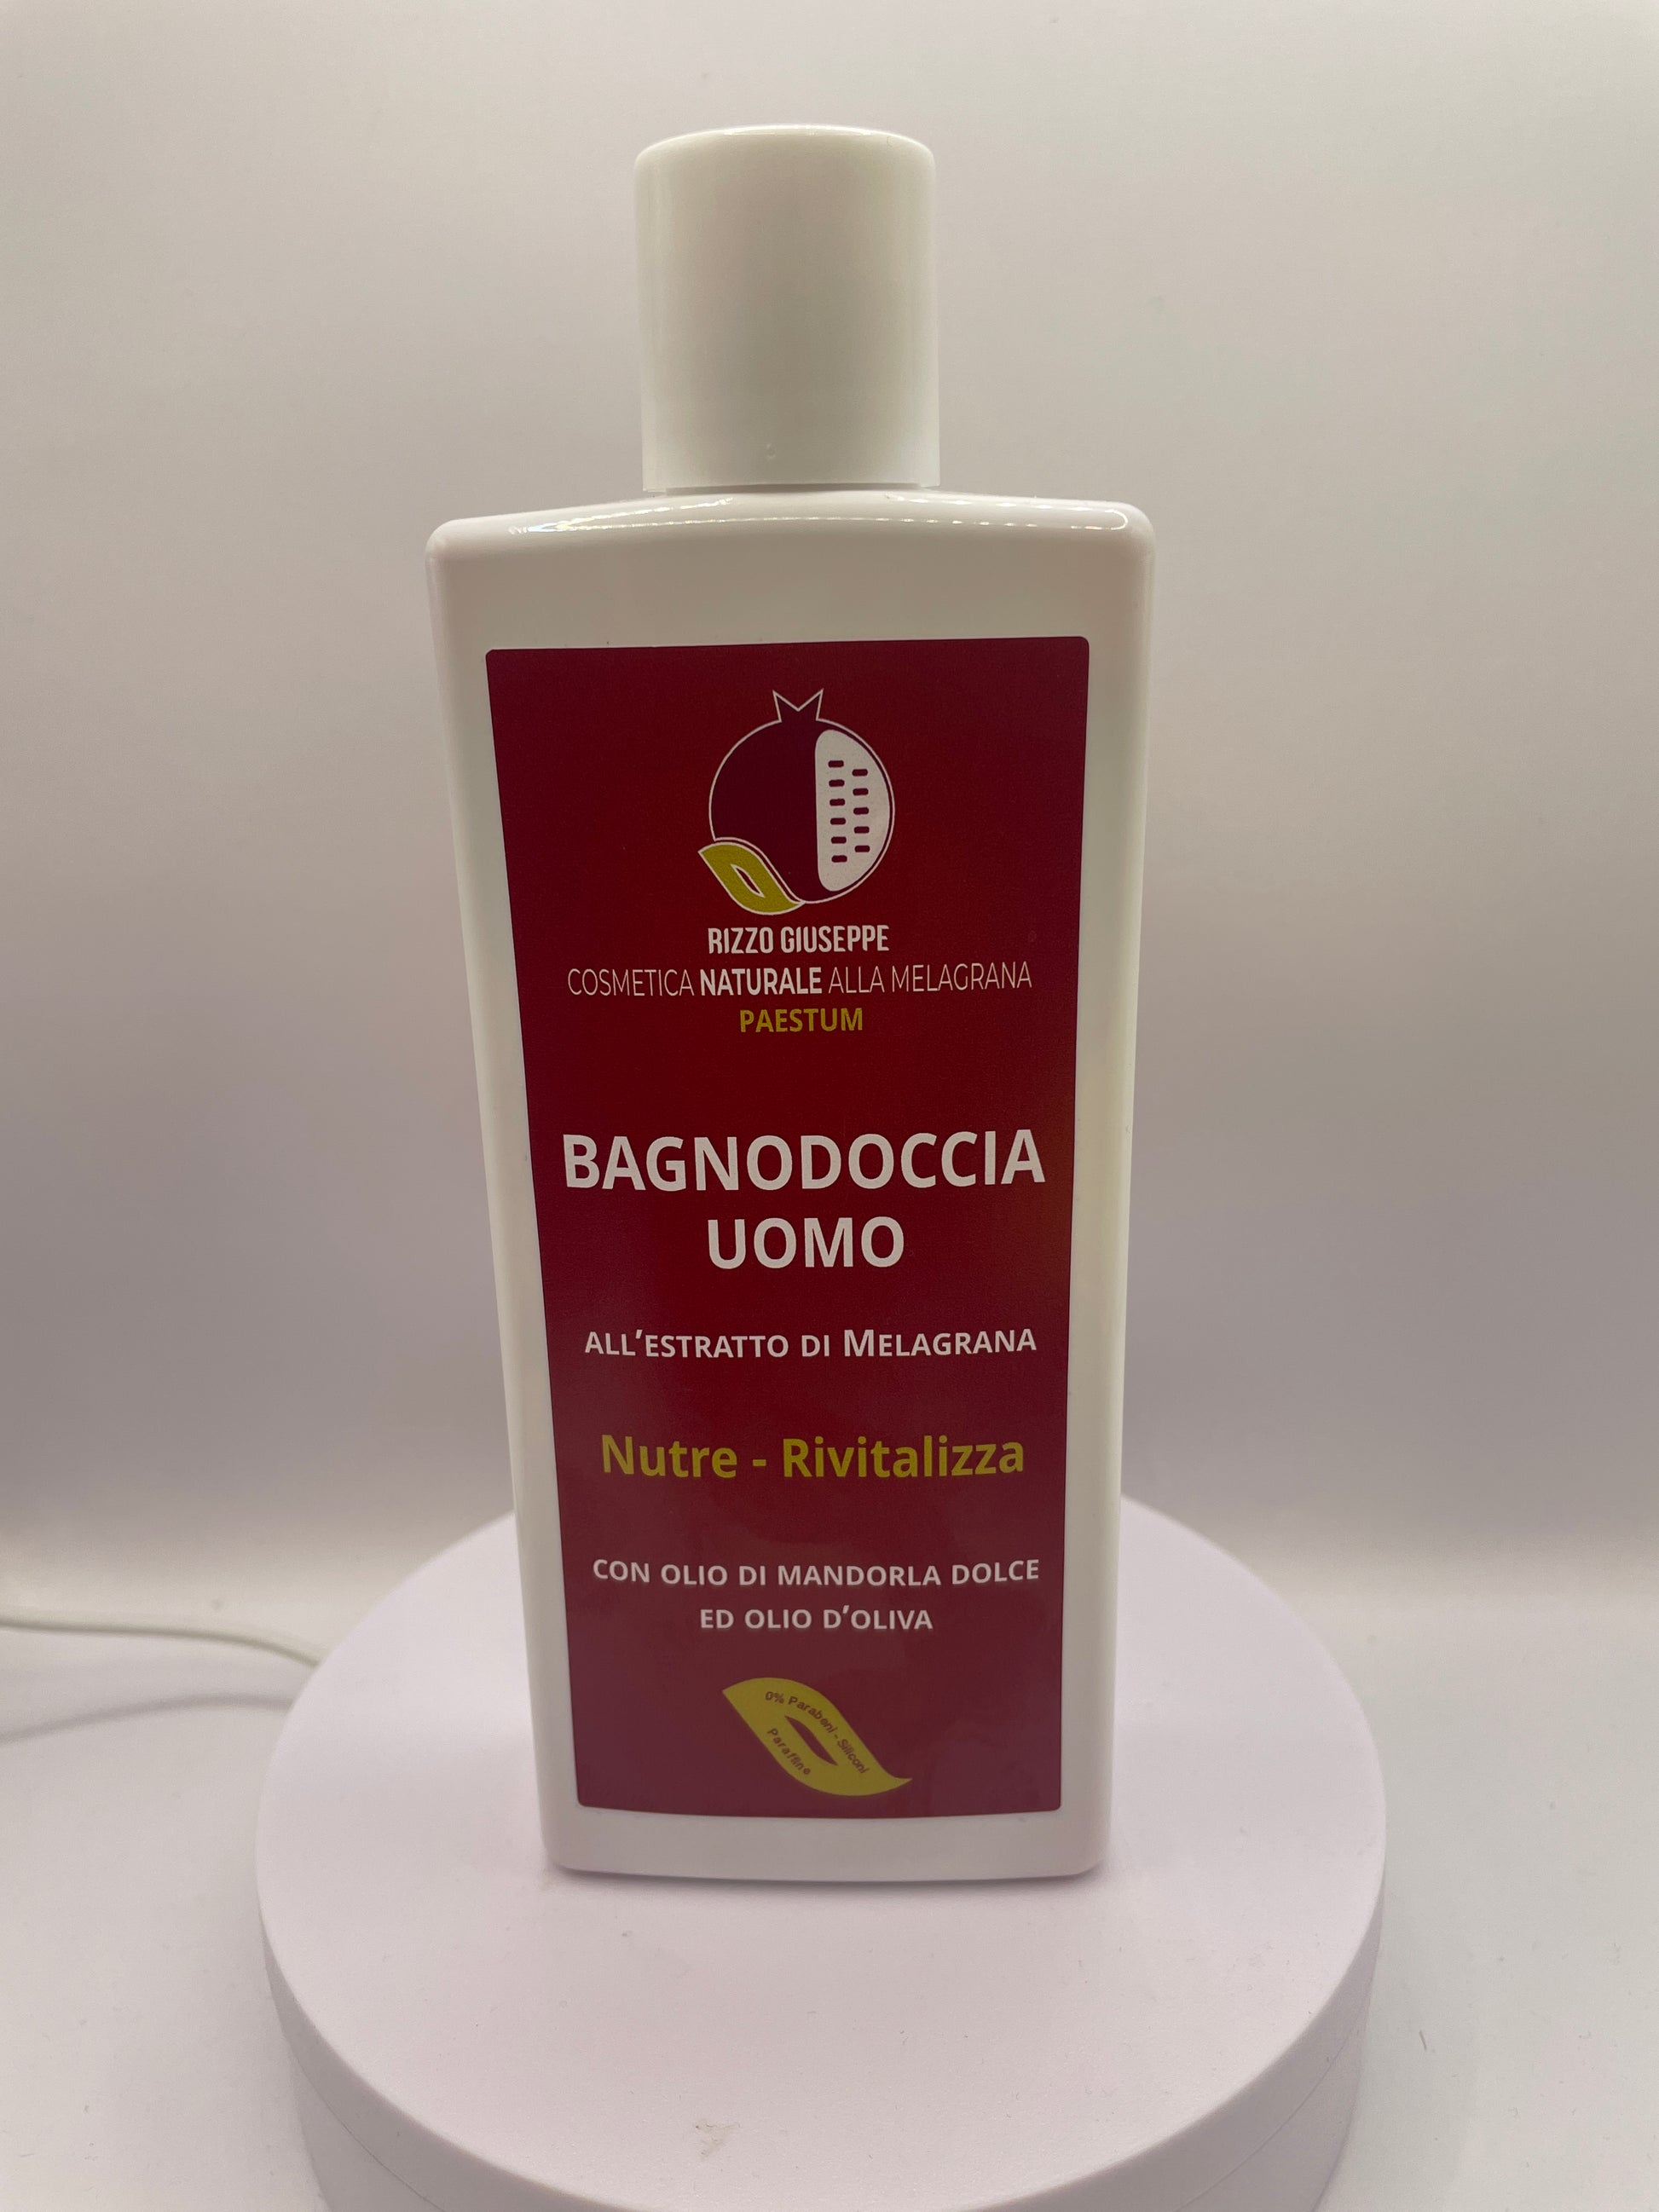 RIZZO GIUSEPPE
COSMETICA NATURALE ALLA MELAGRANA
PAESTUM
BAGNODOCCIA
UOMO
ALL'ESTRATTO DI MELAGRANA
Nutre - Rivitalizza
CON OLIO DI MANDORLA DOLCE
ED OLIO D'OLIVA
0% Parabeni - Siliconi
Paraffine